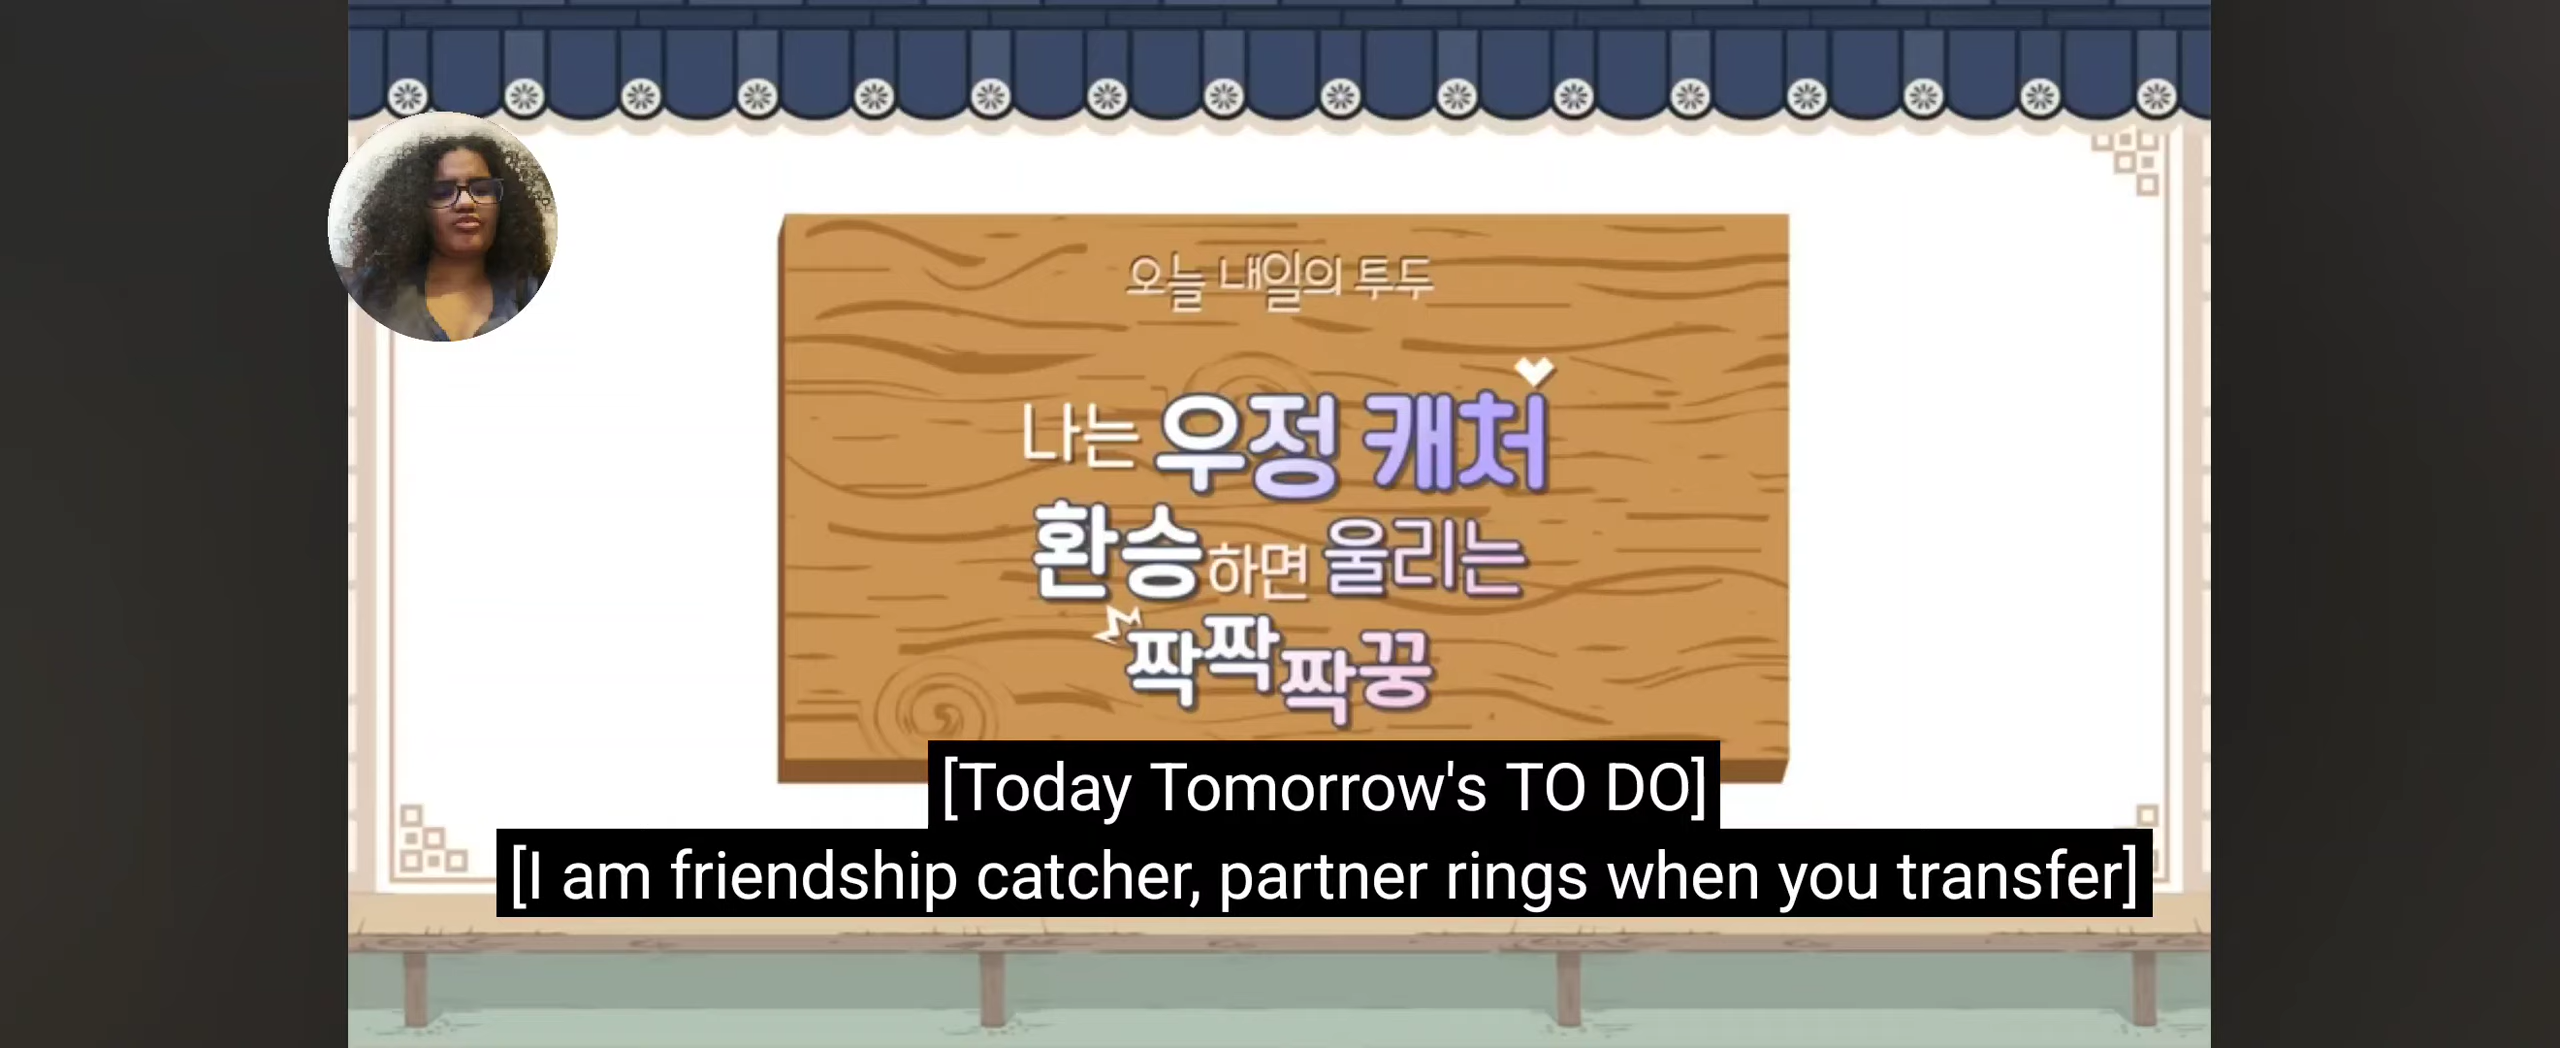 오늘 내일의 투두
나는 우정 캐처
환승하면 울리는
짝짝짝꿍
[Today Tomorrow's TO DO]
[I am friendship catcher, partner rings when you transfer]